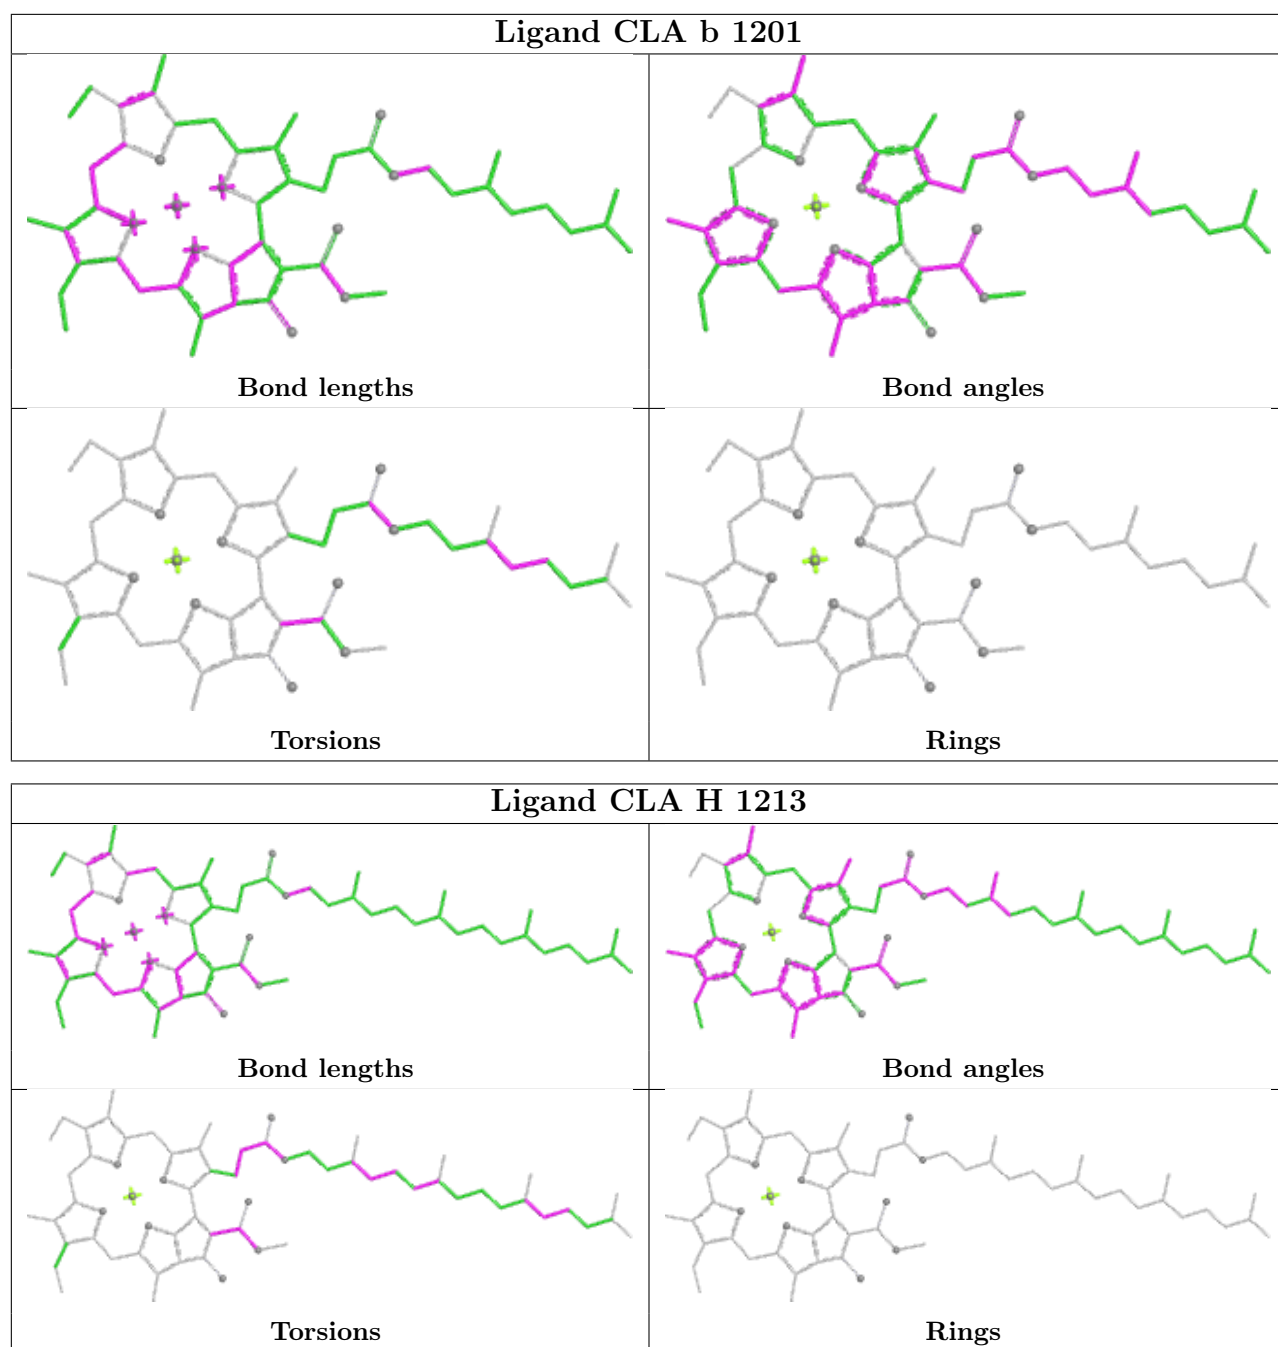 Ligand CLA b 1201
Bond lengths
Bond angles
Torsions
Rings
Ligand CLA H 1213
Bond lengths
Bond angles
Torsions
Rings